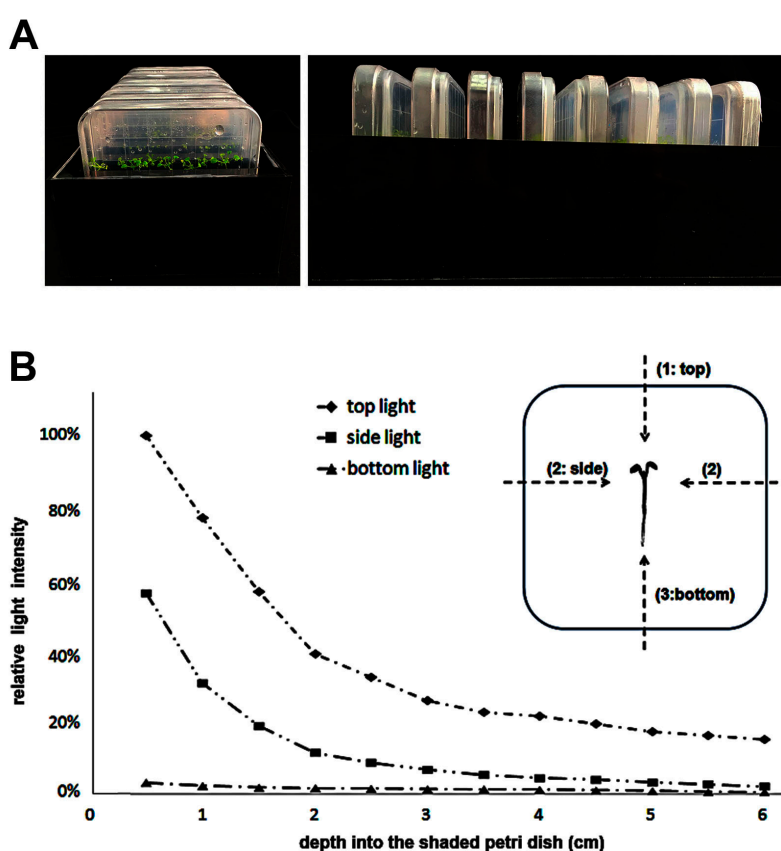 A
B
100%
80%
60%
40%
20%
0%
relative light intensity
top light
side light
bottom light
(1: top)
(2: side)
(2)
(3:bottom)
0 1 2 3 4 5 6
depth into the shaded petri dish (cm)